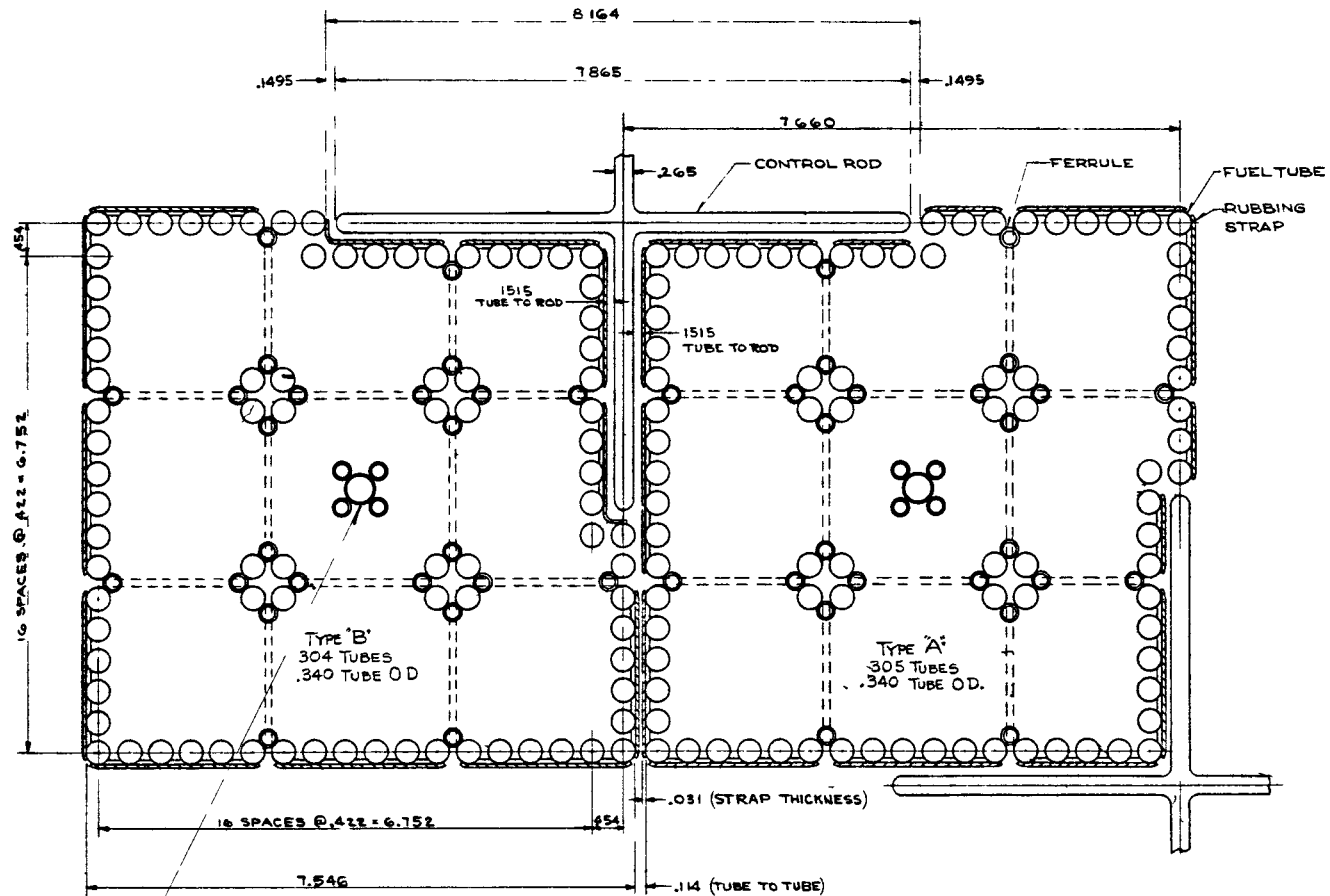 8 164
.1495
7865
.1495
7 660
.265
CONTROL ROD
FERRULE
FUEL TUBE
RUBBING
STRAP
.454
1515
TUBE TO ROD
1515
TUBE TO ROD
16 SPACES @ .422 = 6.752
TYPE "B"
304 TUBES
.340 TUBE O D
TYPE "A"
305 TUBES
.340 TUBE O D.
.031 (STRAP THICKNESS)
16 SPACES @ .422 = 6.752
.454
7.546
.114 (TUBE TO TUBE)